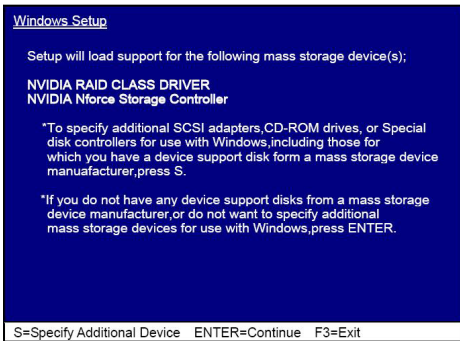 Windows Setup
Setup will load support for the following mass storage device(s);
NVIDIA RAID CLASS DRIVER
NVIDIA Nforce Storage Controller
*To specify additional SCSI adapters,CD-ROM drives, or Special
disk controllers for use with Windows,including those for
which you have a device support disk form a mass storage device
manuafacturer,press S.
*If you do not have any device support disks from a mass storage
device manufacturer,or do not want to specify additional
mass storage devices for use with Windows,press ENTER.
S=Specify Additional Device ENTER=Continue F3=Exit